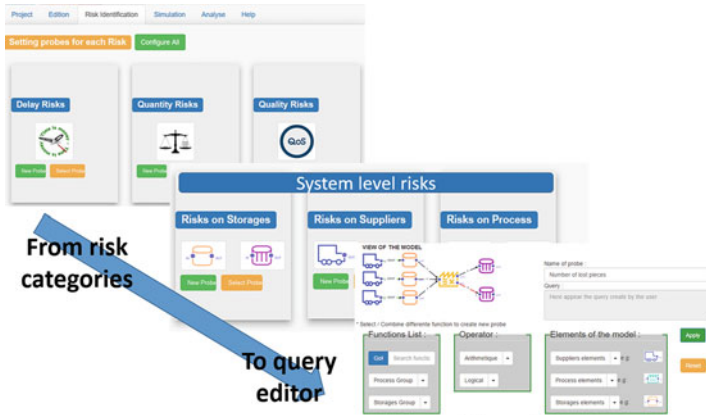 Project Edition Risk Identification Simulation Analyse Help
Setting probes for each Risk Configure All
Delay Risks Quantity Risks Quality Risks
QoS
New Probe Select Probe New Probe
System level risks
Risks on Storages Risks on Suppliers Risks on Process
New Probe Select Probe New Probe
From risk
categories
To query
editor
VIEW OF THE MODEL
Name of probe :
Number of lost pieces
Query :
Here appear the query create by the user
* Select / Combine differente function to create new probe
Functions List : Operator : Elements of the model :
Go! Search functio Arithmetique Suppliers elements Apply
Process Group Logical Process elements
Storages Group Storages elements Reset